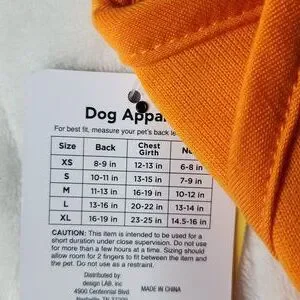 Dog Appar
For best fit, measure your pet's back le
Size Back Chest Girth N
XS 8-9 in 12-13 in 6-8 in
S 10-11 in 13-15 in 7-9 in
M 11-13 in 16-19 in 10-12 in
L 13-16 in 20-22 in 13-14 in
XL 16-19 in 23-25 in 14.5-16 in
CAUTION: This item is intended to be used for a
short duration under close supervision. Do not use
for more than a few hours at a time. Sizing should
allow room for 2 fingers to fit between the item
and the pet. Do not use as a restraint.
Distributed by:
design LAB, Inc
4900 Centennial Blvd
Nashville, TN 37209
MADE IN CHINA